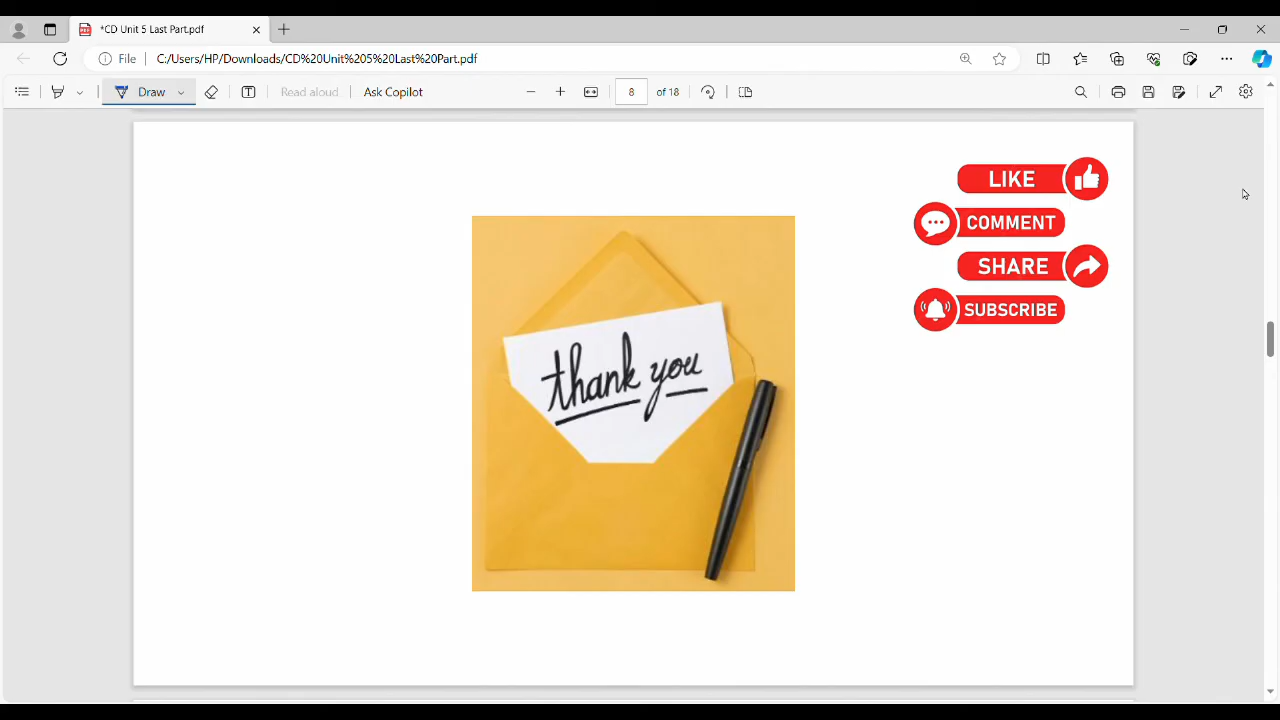 *CD Unit 5 Last Part.pdf
File
C:/Users/HP/Downloads/CD%20Unit%205%20Last%20Part.pdf
Draw
Read aloud
Ask Copilot
8
of 18
LIKE
COMMENT
SHARE
SUBSCRIBE
thank you